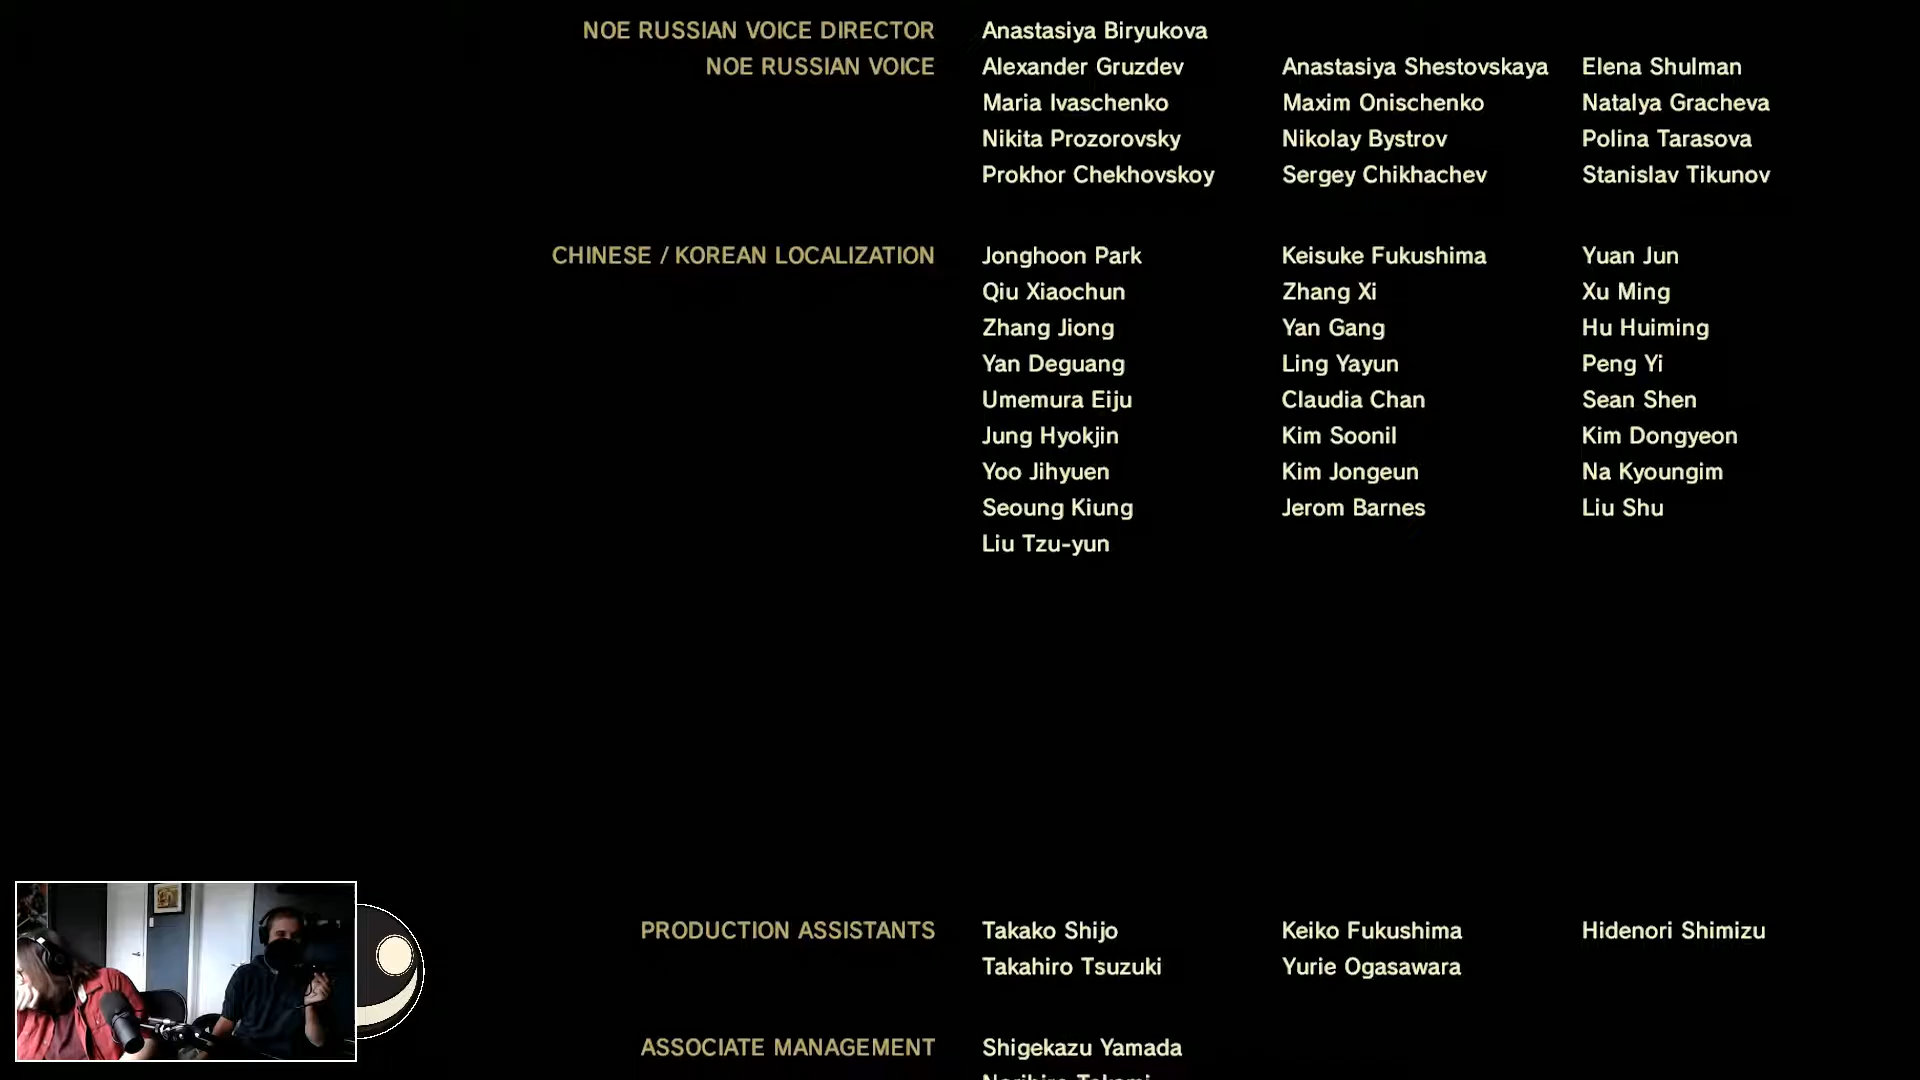 NOE RUSSIAN VOICE DIRECTOR Anastasiya Biryukova
NOE RUSSIAN VOICE Alexander Gruzdev Anastasiya Shestovskaya Elena Shulman
Maria Ivaschenko Maxim Onischenko Natalya Gracheva
Nikita Prozorovsky Nikolay Bystrov Polina Tarasova
Prokhor Chekhovskoy Sergey Chikhachev Stanislav Tikunov
CHINESE / KOREAN LOCALIZATION Jonghoon Park Keisuke Fukushima Yuan Jun
Qiu Xiaochun Zhang Xi Xu Ming
Zhang Jiong Yan Gang Hu Huiming
Yan Deguang Ling Yayun Peng Yi
Umemura Eiju Claudia Chan Sean Shen
Jung Hyokjin Kim Soonil Kim Dongyeon
Yoo Jihyuen Kim Jongeun Na Kyoungim
Seoung Kiung Jerom Barnes Liu Shu
Liu Tzu-yun
PRODUCTION ASSISTANTS Takako Shijo Keiko Fukushima Hidenori Shimizu
Takahiro Tsuzuki Yurie Ogasawara
ASSOCIATE MANAGEMENT Shigekazu Yamada